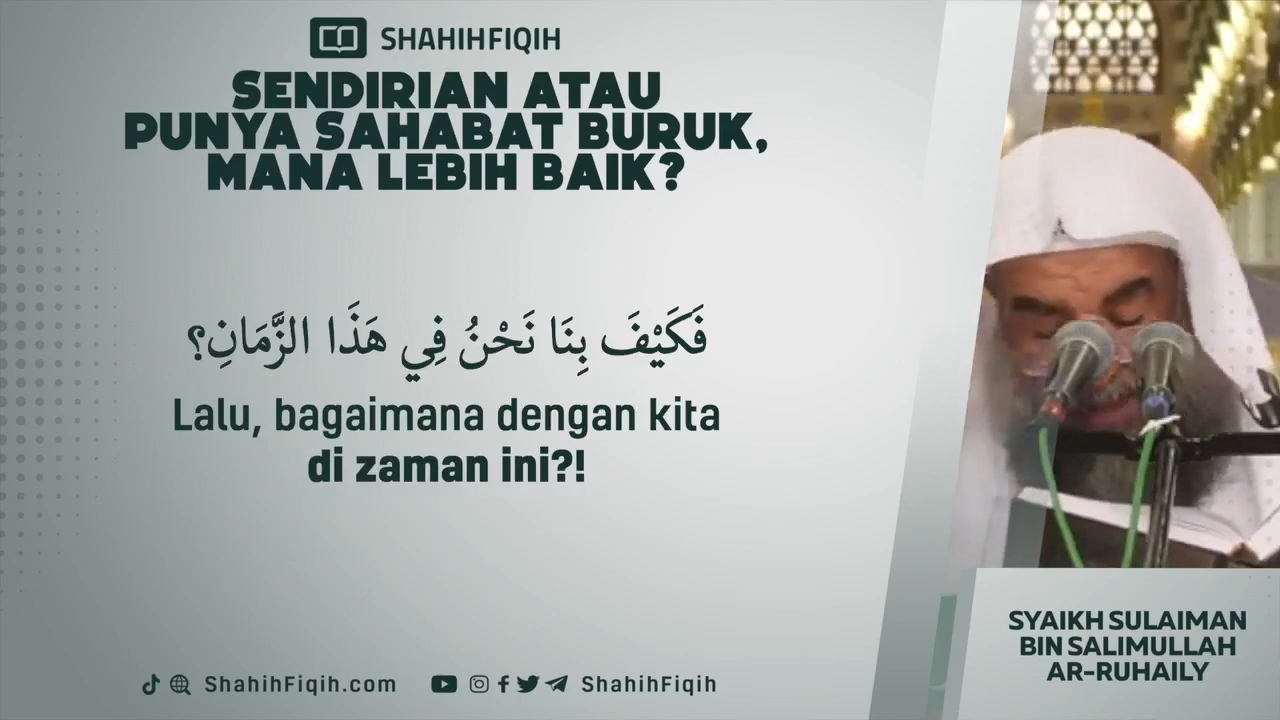 SHAHIHFIQIH
SENDIRIAN ATAU
PUNYA SAHABAT BURUK,
MANA LEBIH BAIK?
فَكَيْفَ بِنَا نَحْنُ فِي هَذَا الزَّمَانِ؟
Lalu, bagaimana dengan kita
di zaman ini?!
SYAIKH SULAIMAN
BIN SALIMULLAH
AR-RUHAILY
ShahihFiqih.com ShahihFiqih